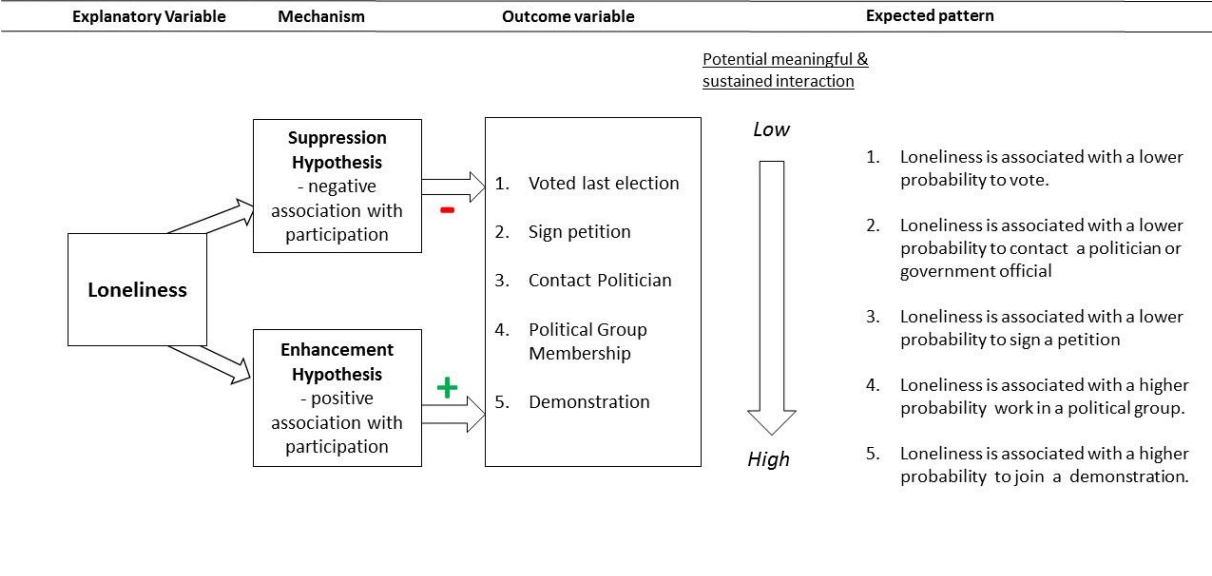 Explanatory Variable
Mechanism
Outcome variable
Expected pattern
Potential meaningful &
sustained interaction
Loneliness
Suppression
Hypothesis
- negative
association with
participation
-
Enhancement
Hypothesis
- positive
association with
participation
+
1. Voted last election
2. Sign petition
3. Contact Politician
4. Political Group
Membership
5. Demonstration
Low
High
1. Loneliness is associated with a lower
probability to vote.
2. Loneliness is associated with a lower
probability to contact a politician or
government official
3. Loneliness is associated with a lower
probability to sign a petition
4. Loneliness is associated with a higher
probability work in a political group.
5. Loneliness is associated with a higher
probability to join a demonstration.